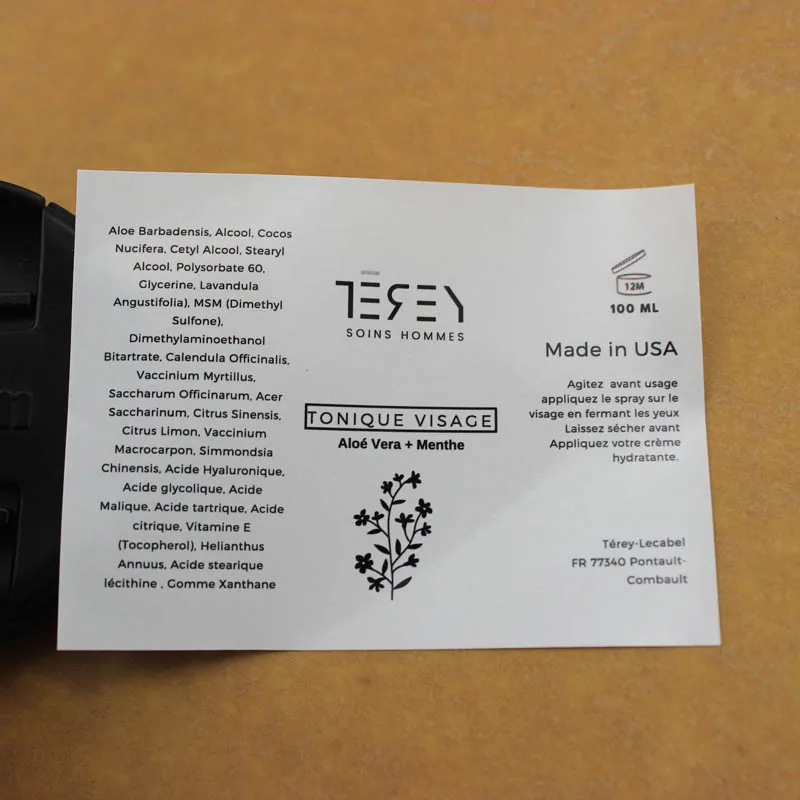 Aloe Barbadensis, Alcool, Cocos
Nucifera, Cetyl Alcool, Stearyl
Alcool, Polysorbate 60,
Glycerine, Lavandula
Angustifolia), MSM (Dimethyl
Sulfone),
Dimethylaminoethanol
Bitartrate, Calendula Officinalis,
Vaccinium Myrtillus,
Saccharum Officinarum, Acer
Saccharinum, Citrus Sinensis,
Citrus Limon, Vaccinium
Macrocarpon, Simmondsia
Chinensis, Acide Hyaluronique,
Acide glycolique, Acide
Malique, Acide tartrique, Acide
citrique, Vitamine E
(Tocopherol), Helianthus
Annuus, Acide stearique
lécithine , Gomme Xanthane
TĒREY
SOINS HOMMES
TONIQUE VISAGE
Aloé Vera + Menthe
12M
100 ML
Made in USA
Agitez avant usage
appliquez le spray sur le
visage en fermant les yeux
Laissez sécher avant
Appliquez votre crème
hydratante.
Térey-Lecabel
FR 77340 Pontault-
Combault